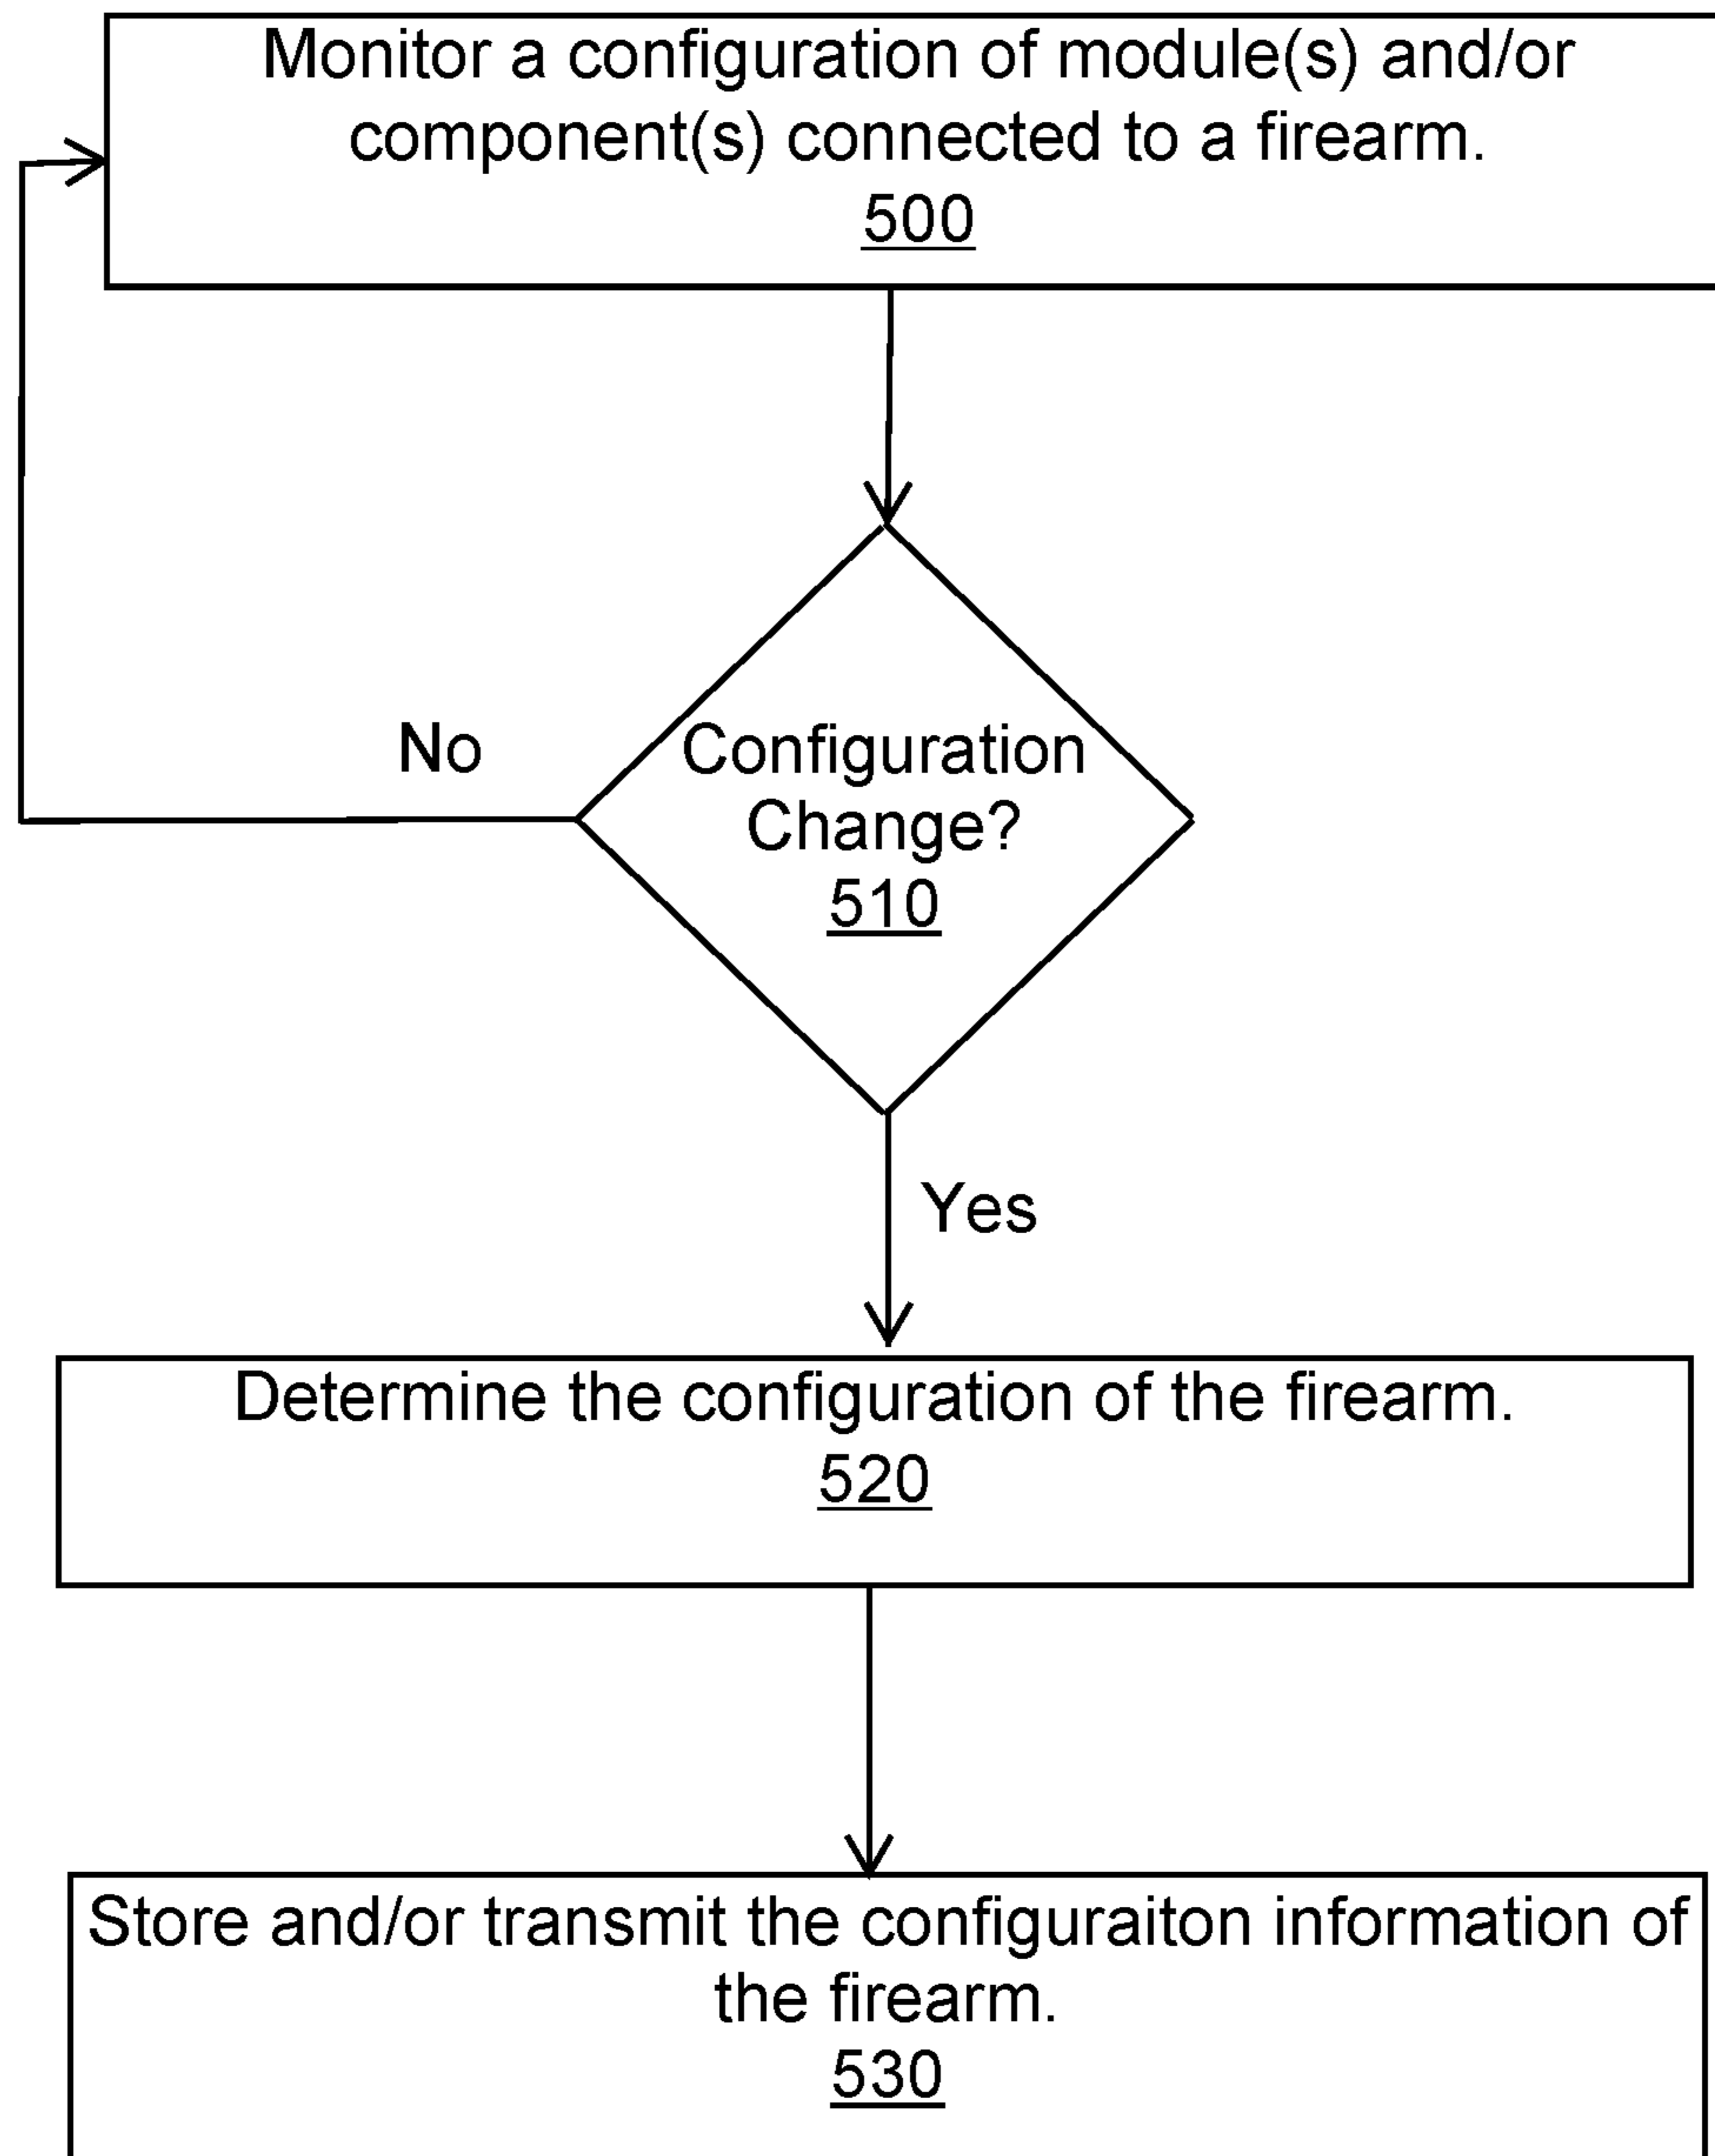 Monitor a configuration of module(s) and/or
component(s) connected to a firearm.
500
No
Configuration
Change?
510
Yes
Determine the configuration of the firearm.
520
Store and/or transmit the configuraiton information of
the firearm.
530